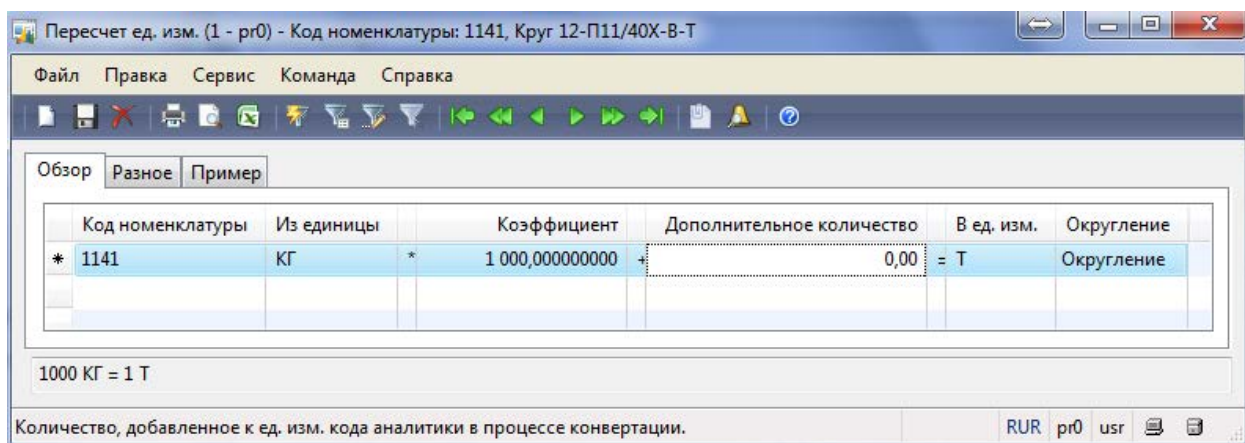 Пересчет ед. изм. (1 - pr0) - Код номенклатуры: 1141, Круг 12-П11/40Х-В-Т
Файл Правка Сервис Команда Справка
Обзор Разное Пример
Код номенклатуры Из единицы Коэффициент Дополнительное количество В ед. изм. Округление
* 1141 КГ * 1 000,000000000 + 0,00 = Т Округление
1000 КГ = 1 Т
Количество, добавленное к ед. изм. кода аналитики в процессе конвертации. RUR pr0 usr